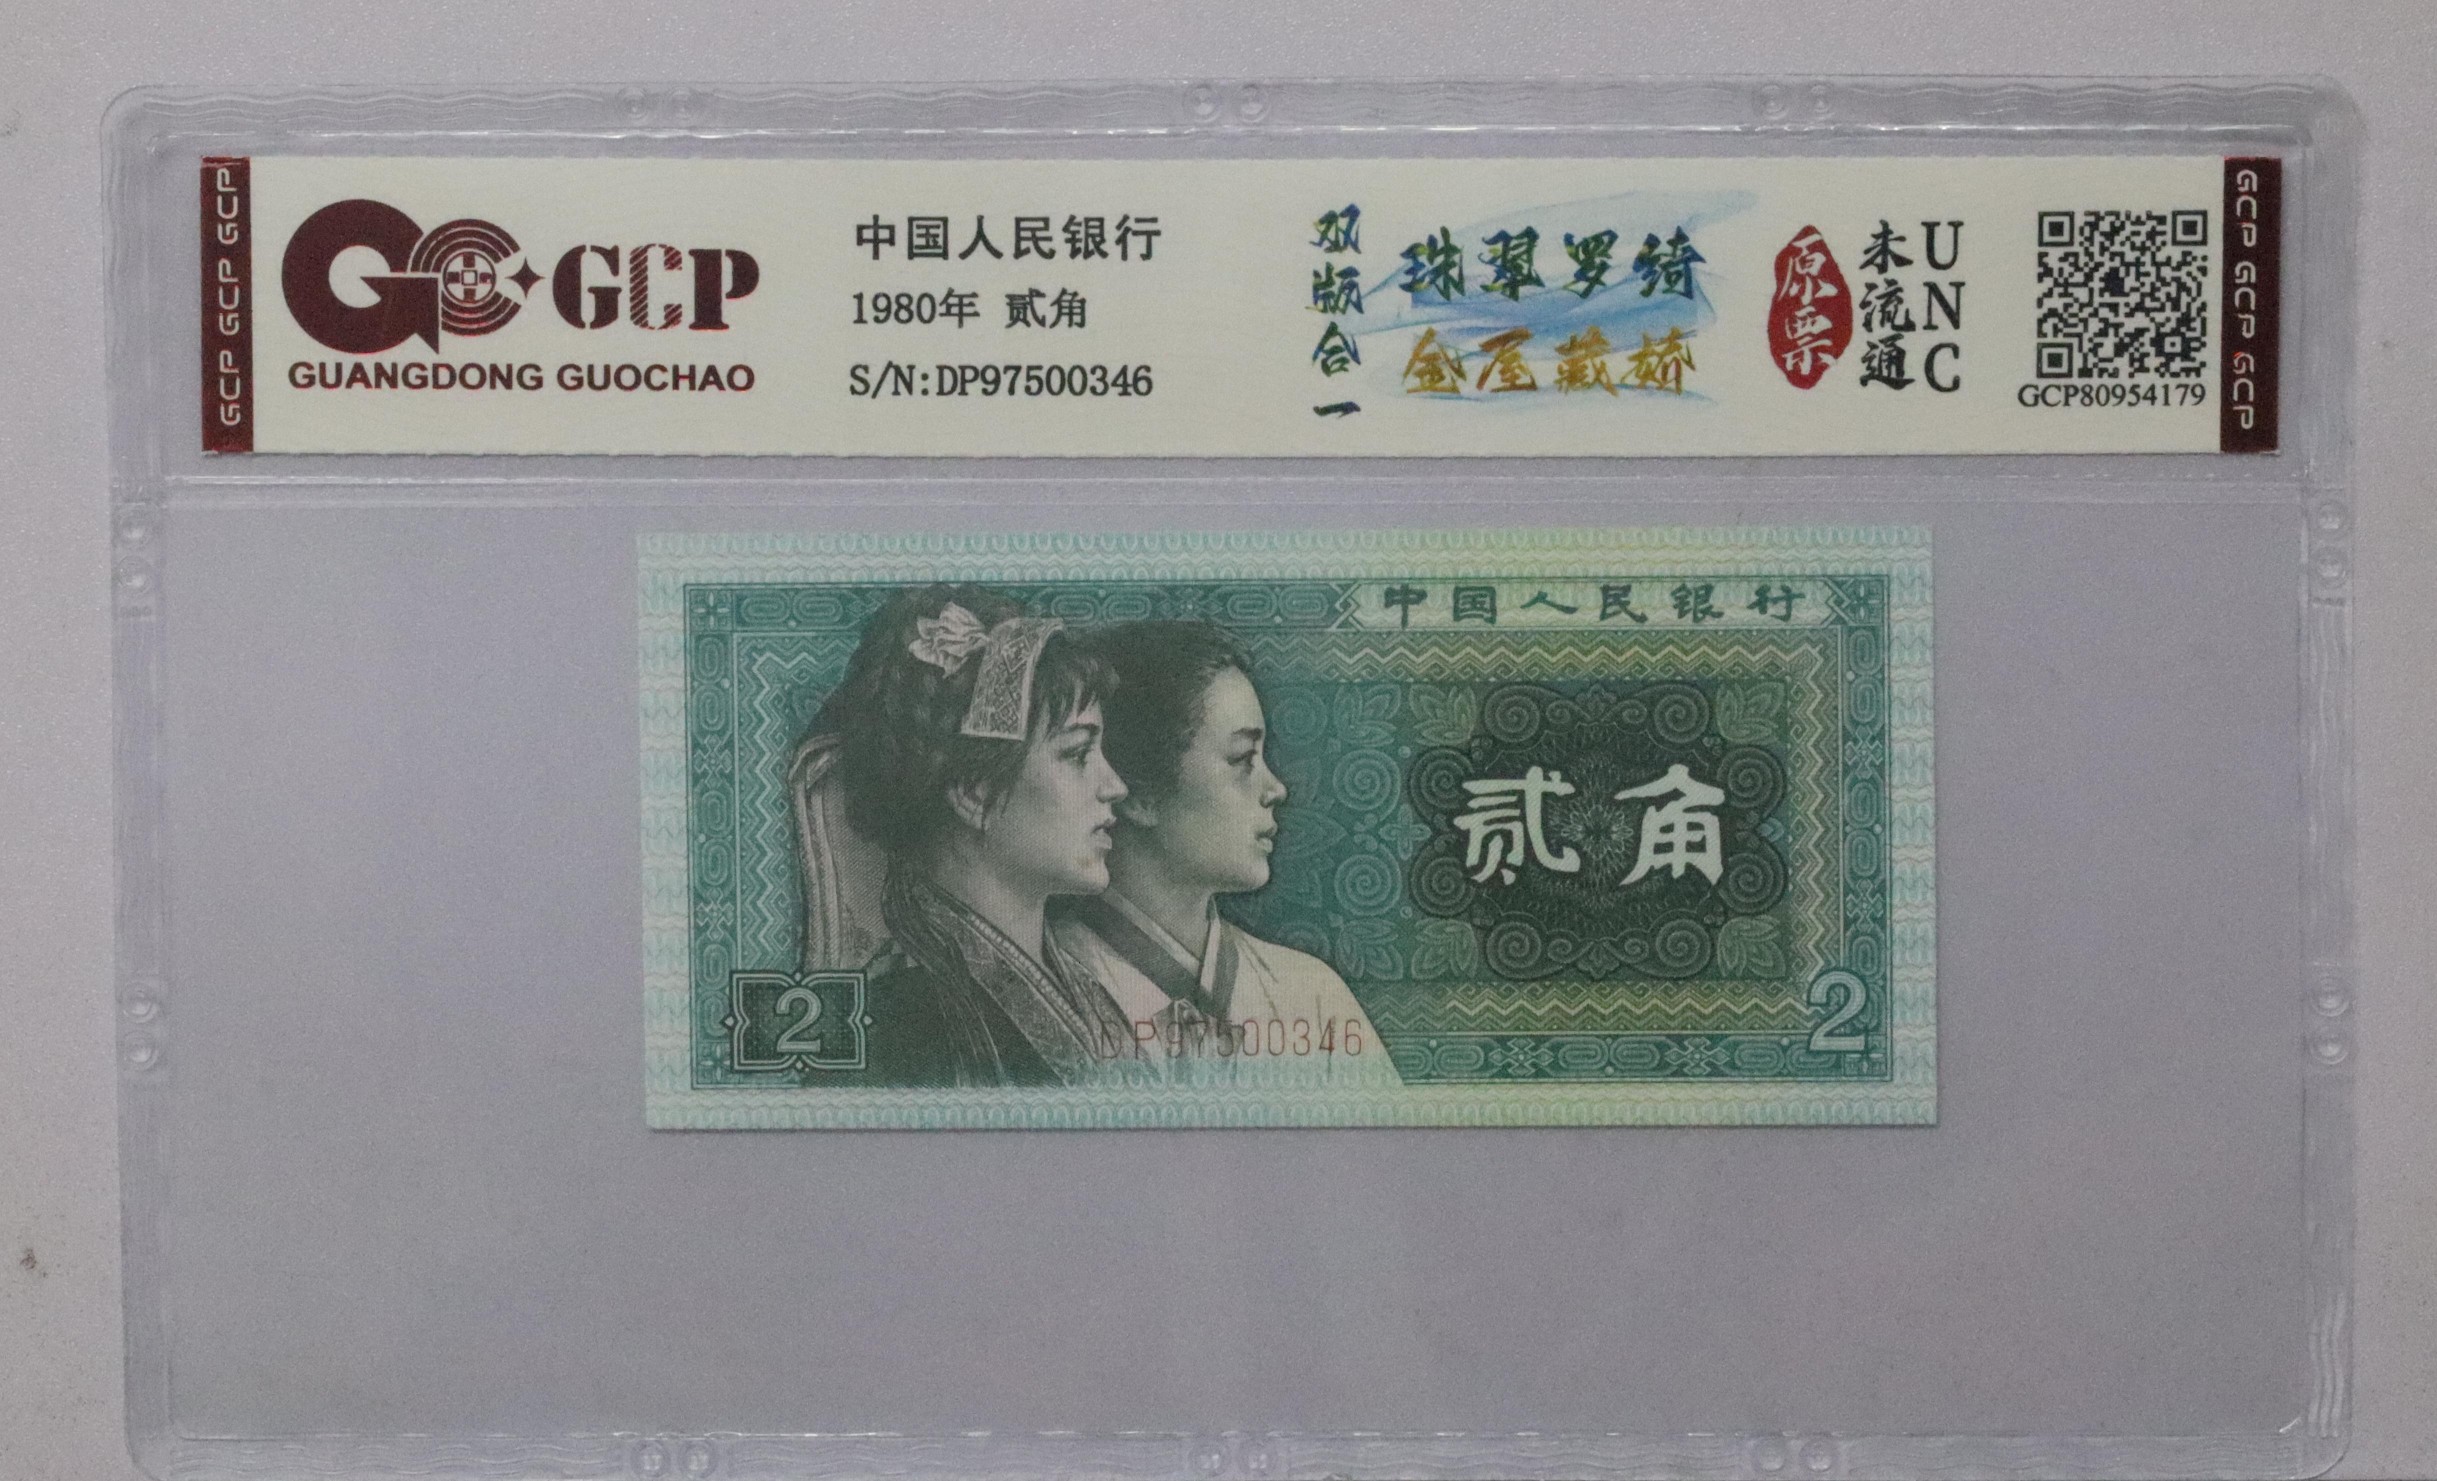 GCP GCP GCP
GCP
GUANGDONG GUOCHAO
中国人民银行
1980年 贰角
S/N:DP97500346
双版合一
珠翠罗绮
金屋藏娇
原票
未流通
UNC
GCP80954179
GCP GCP GCP
中国人民银行
贰角
2
DP97500346
2